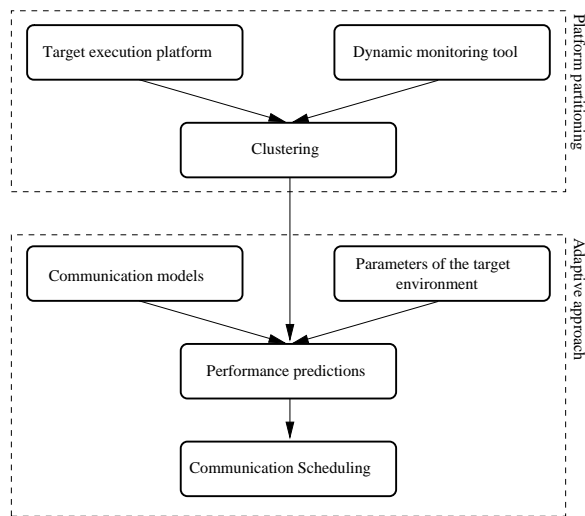 Target execution platform
Dynamic monitoring tool
Clustering
Platform partitioning
Communication models
Parameters of the target
environment
Performance predictions
Communication Scheduling
Adaptive approach